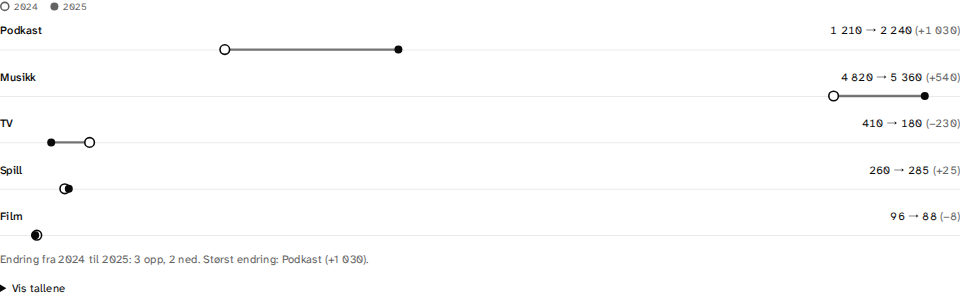 2024 2025
Podkast 1 210 → 2 240 (+1 030)
Musikk 4 820 → 5 360 (+540)
TV 410 → 180 (−230)
Spill 260 → 285 (+25)
Film 96 → 88 (−8)
Endring fra 2024 til 2025: 3 opp, 2 ned. Størst endring: Podkast (+1 030).
Vis tallene